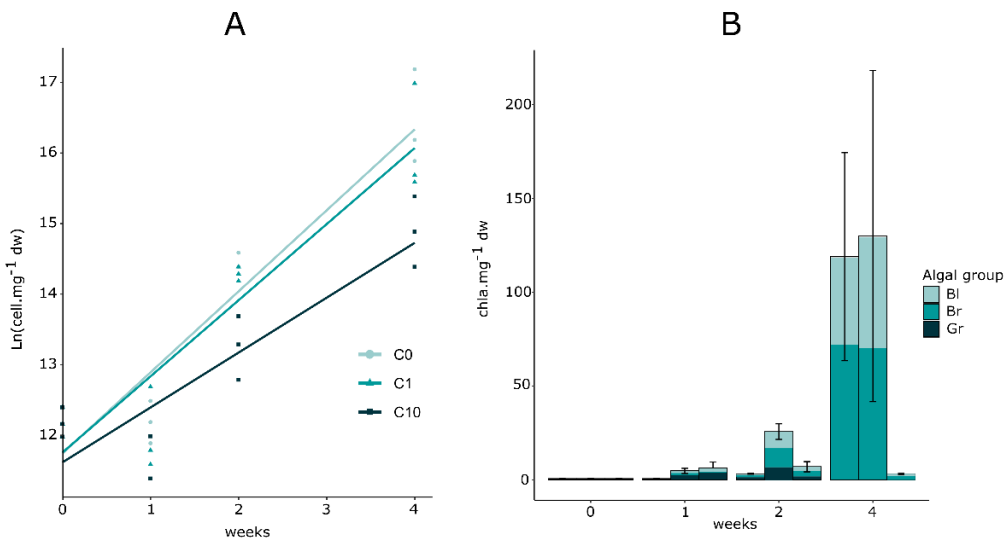 A
Ln(cell.mg⁻¹ dw)
17
16
15
14
13
12
0 1 2 3 4
weeks
C0
C1
C10
B
chla.mg⁻¹ dw
200
150
100
50
0
0 1 2 4
weeks
Algal group
Bl
Br
Gr